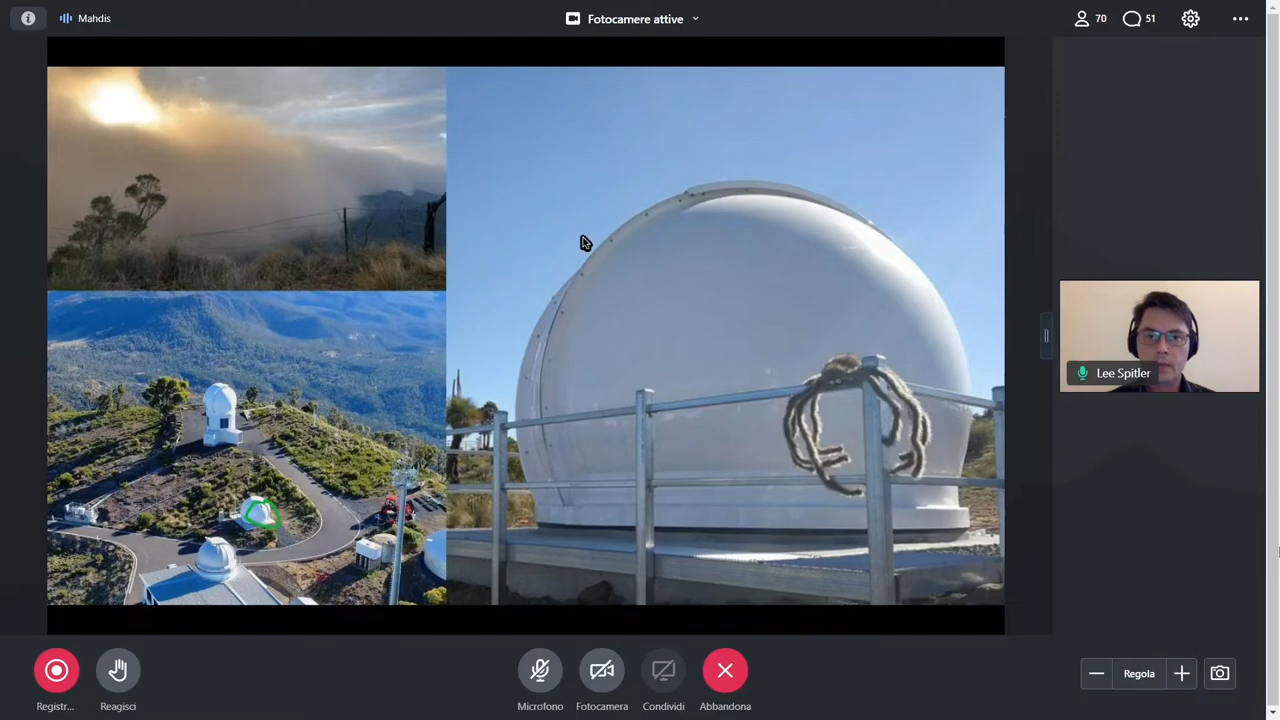 Mahdis
Fotocamere attive
70
51
Lee Spitler
Registr...
Reagisci
Microfono
Fotocamera
Condividi
Abbandona
Regola